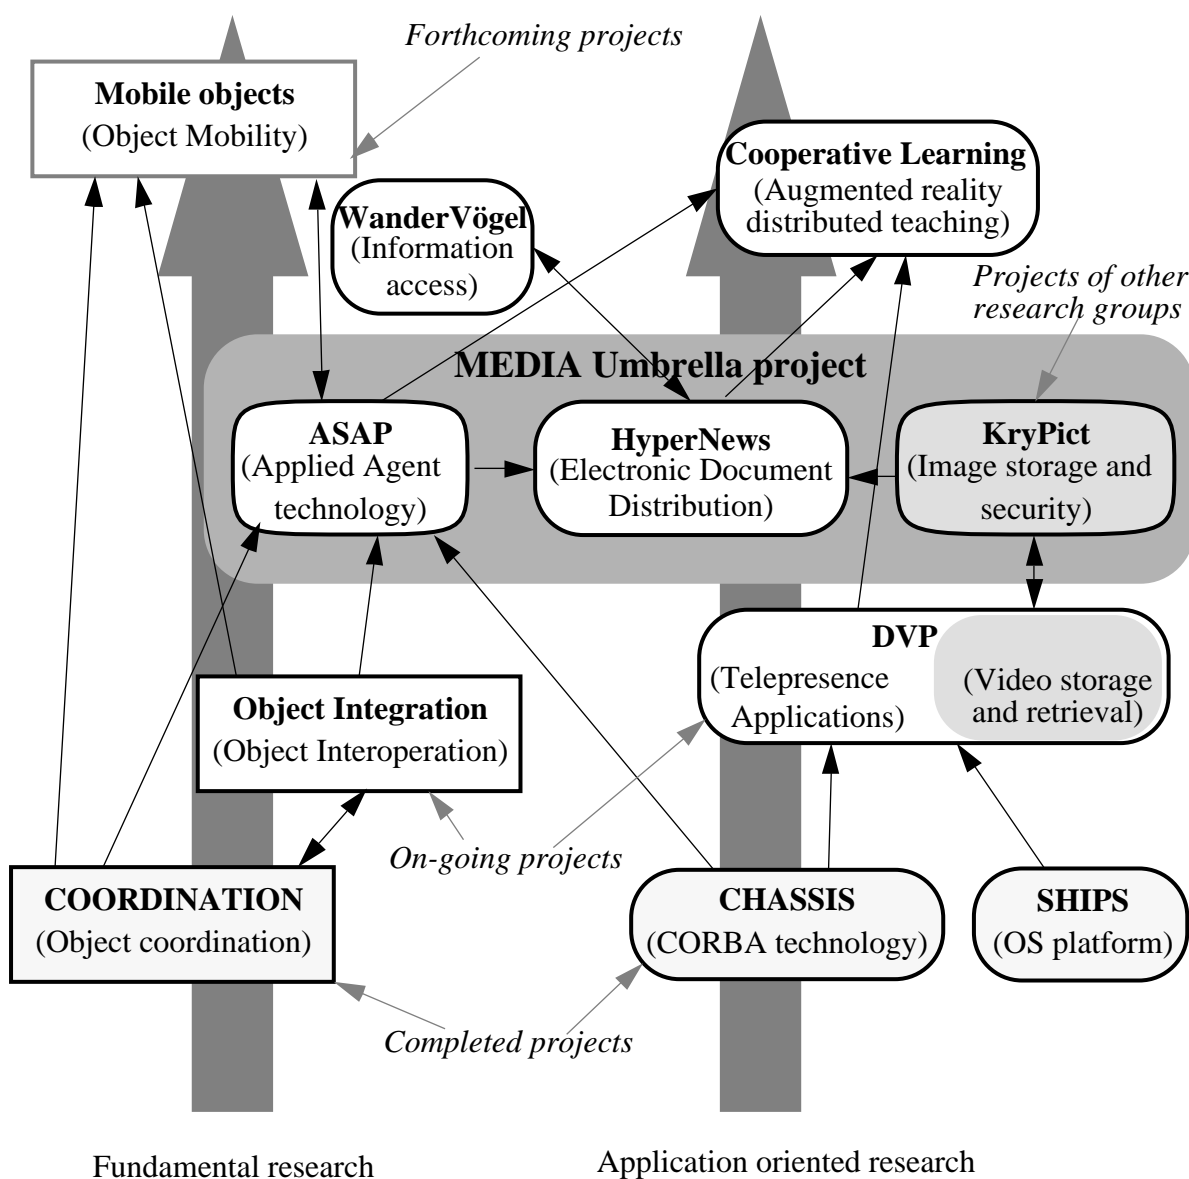 Forthcoming projects
Mobile objects
(Object Mobility)
Cooperative Learning
(Augmented reality
distributed teaching)
WanderVögel
(Information
access)
Projects of other
research groups
MEDIA Umbrella project
ASAP
(Applied Agent
technology)
HyperNews
(Electronic Document
Distribution)
KryPict
(Image storage and
security)
DVP
(Telepresence
Applications)
(Video storage
and retrieval)
Object Integration
(Object Interoperation)
On-going projects
COORDINATION
(Object coordination)
CHASSIS
(CORBA technology)
SHIPS
(OS platform)
Completed projects
Fundamental research
Application oriented research